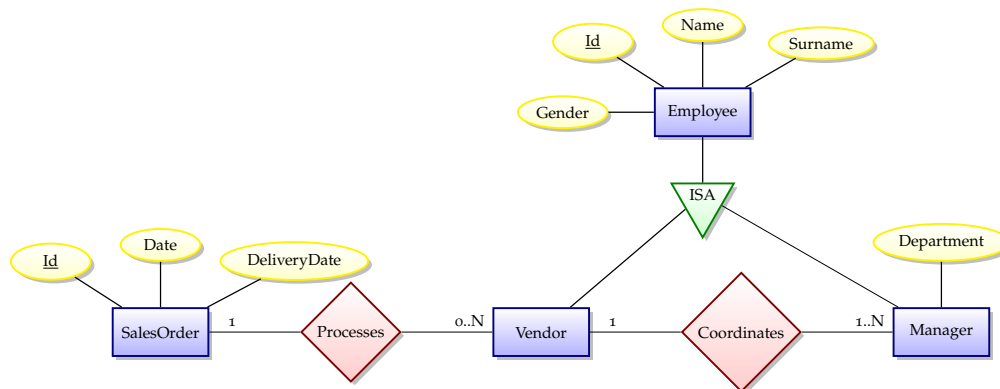 Name
Id
Surname
Gender
Employee
ISA
Id
Date
DeliveryDate
Department
SalesOrder
1
Processes
0..N
Vendor
1
Coordinates
1..N
Manager